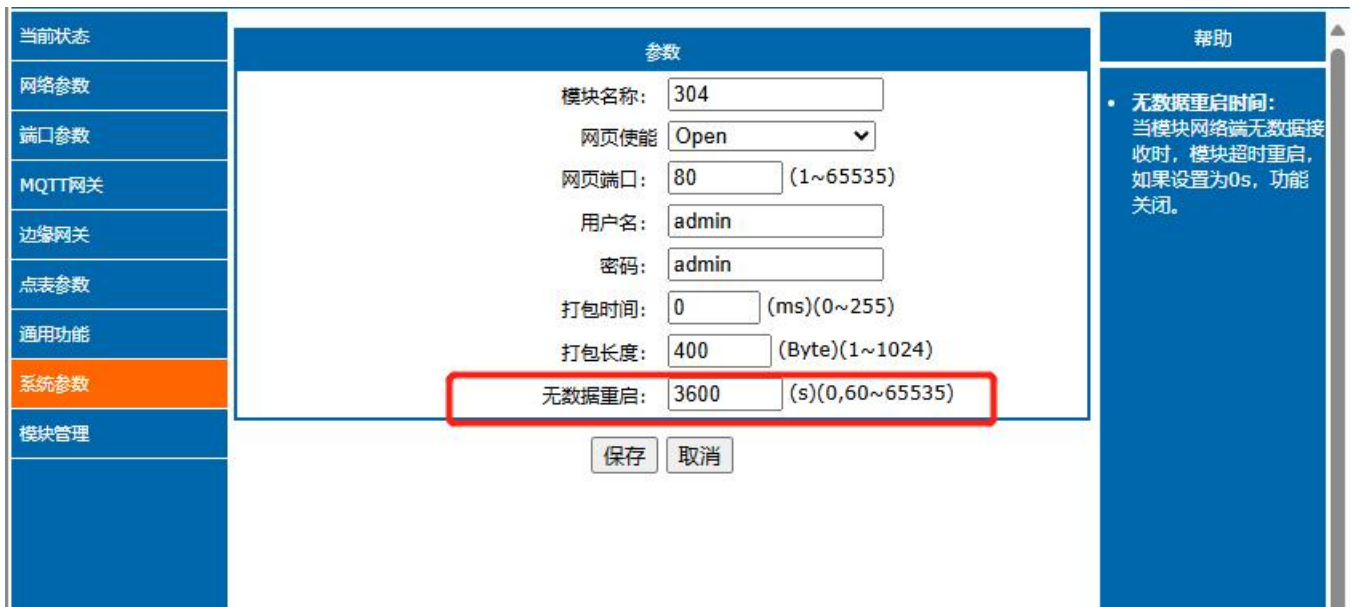 当前状态
网络参数
端口参数
MQTT网关
边缘网关
点表参数
通用功能
系统参数
模块管理
参数
模块名称: 304
网页使能 Open
网页端口: 80 (1~65535)
用户名: admin
密码: admin
打包时间: 0 (ms)(0~255)
打包长度: 400 (Byte)(1~1024)
无数据重启: 3600 (s)(0,60~65535)
保存 取消
帮助
• 无数据重启时间:
当模块网络端无数据接
收时，模块超时重启，
如果设置为0s，功能
关闭。